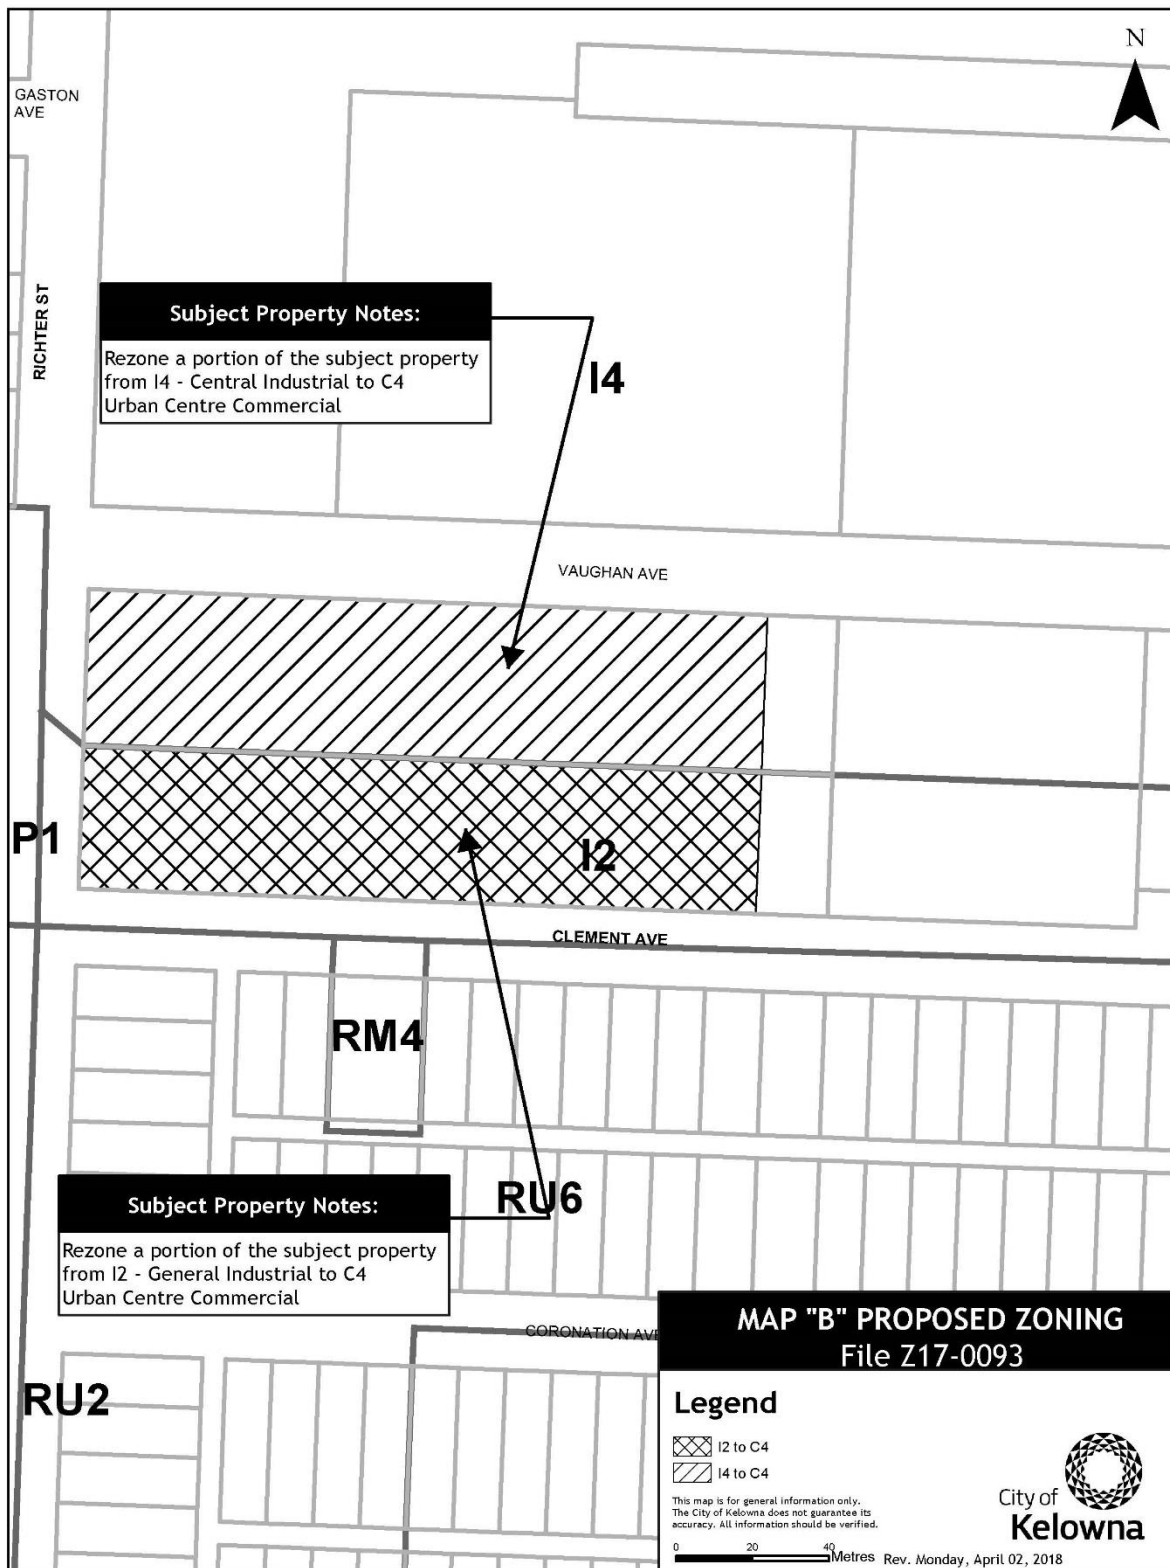 N
GASTON
AVE
RICHTER ST
Subject Property Notes:
Rezone a portion of the subject property
from I4 - Central Industrial to C4
Urban Centre Commercial
I4
VAUGHAN AVE
P1
I2
CLEMENT AVE
RM4
RU6
Subject Property Notes:
Rezone a portion of the subject property
from I2 - General Industrial to C4
Urban Centre Commercial
CORONATION AVE
RU2
MAP "B" PROPOSED ZONING
File Z17-0093
Legend
I2 to C4
I4 to C4
This map is for general information only.
The City of Kelowna does not guarantee its
accuracy. All information should be verified.
City of
Kelowna
0 20 40 Metres
Rev. Monday, April 02, 2018